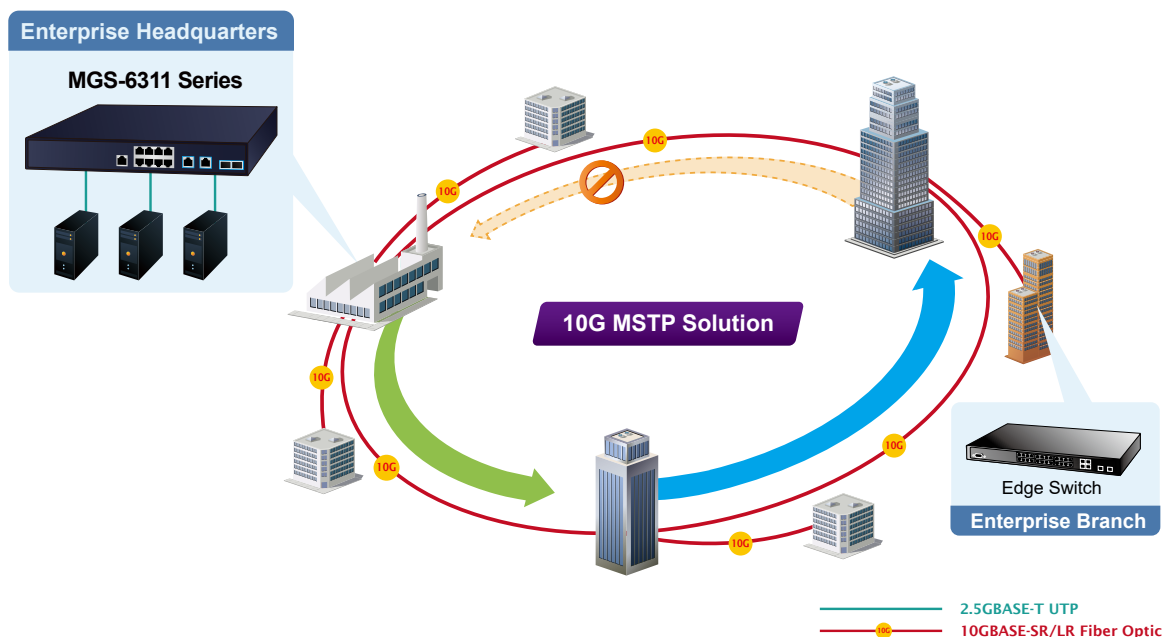 Enterprise Headquarters
MGS-6311 Series
10G
10G
10G
10G MSTP Solution
10G
10G
10G
10G
Edge Switch
Enterprise Branch
2.5GBASE-T UTP
10G
10GBASE-SR/LR Fiber Optic